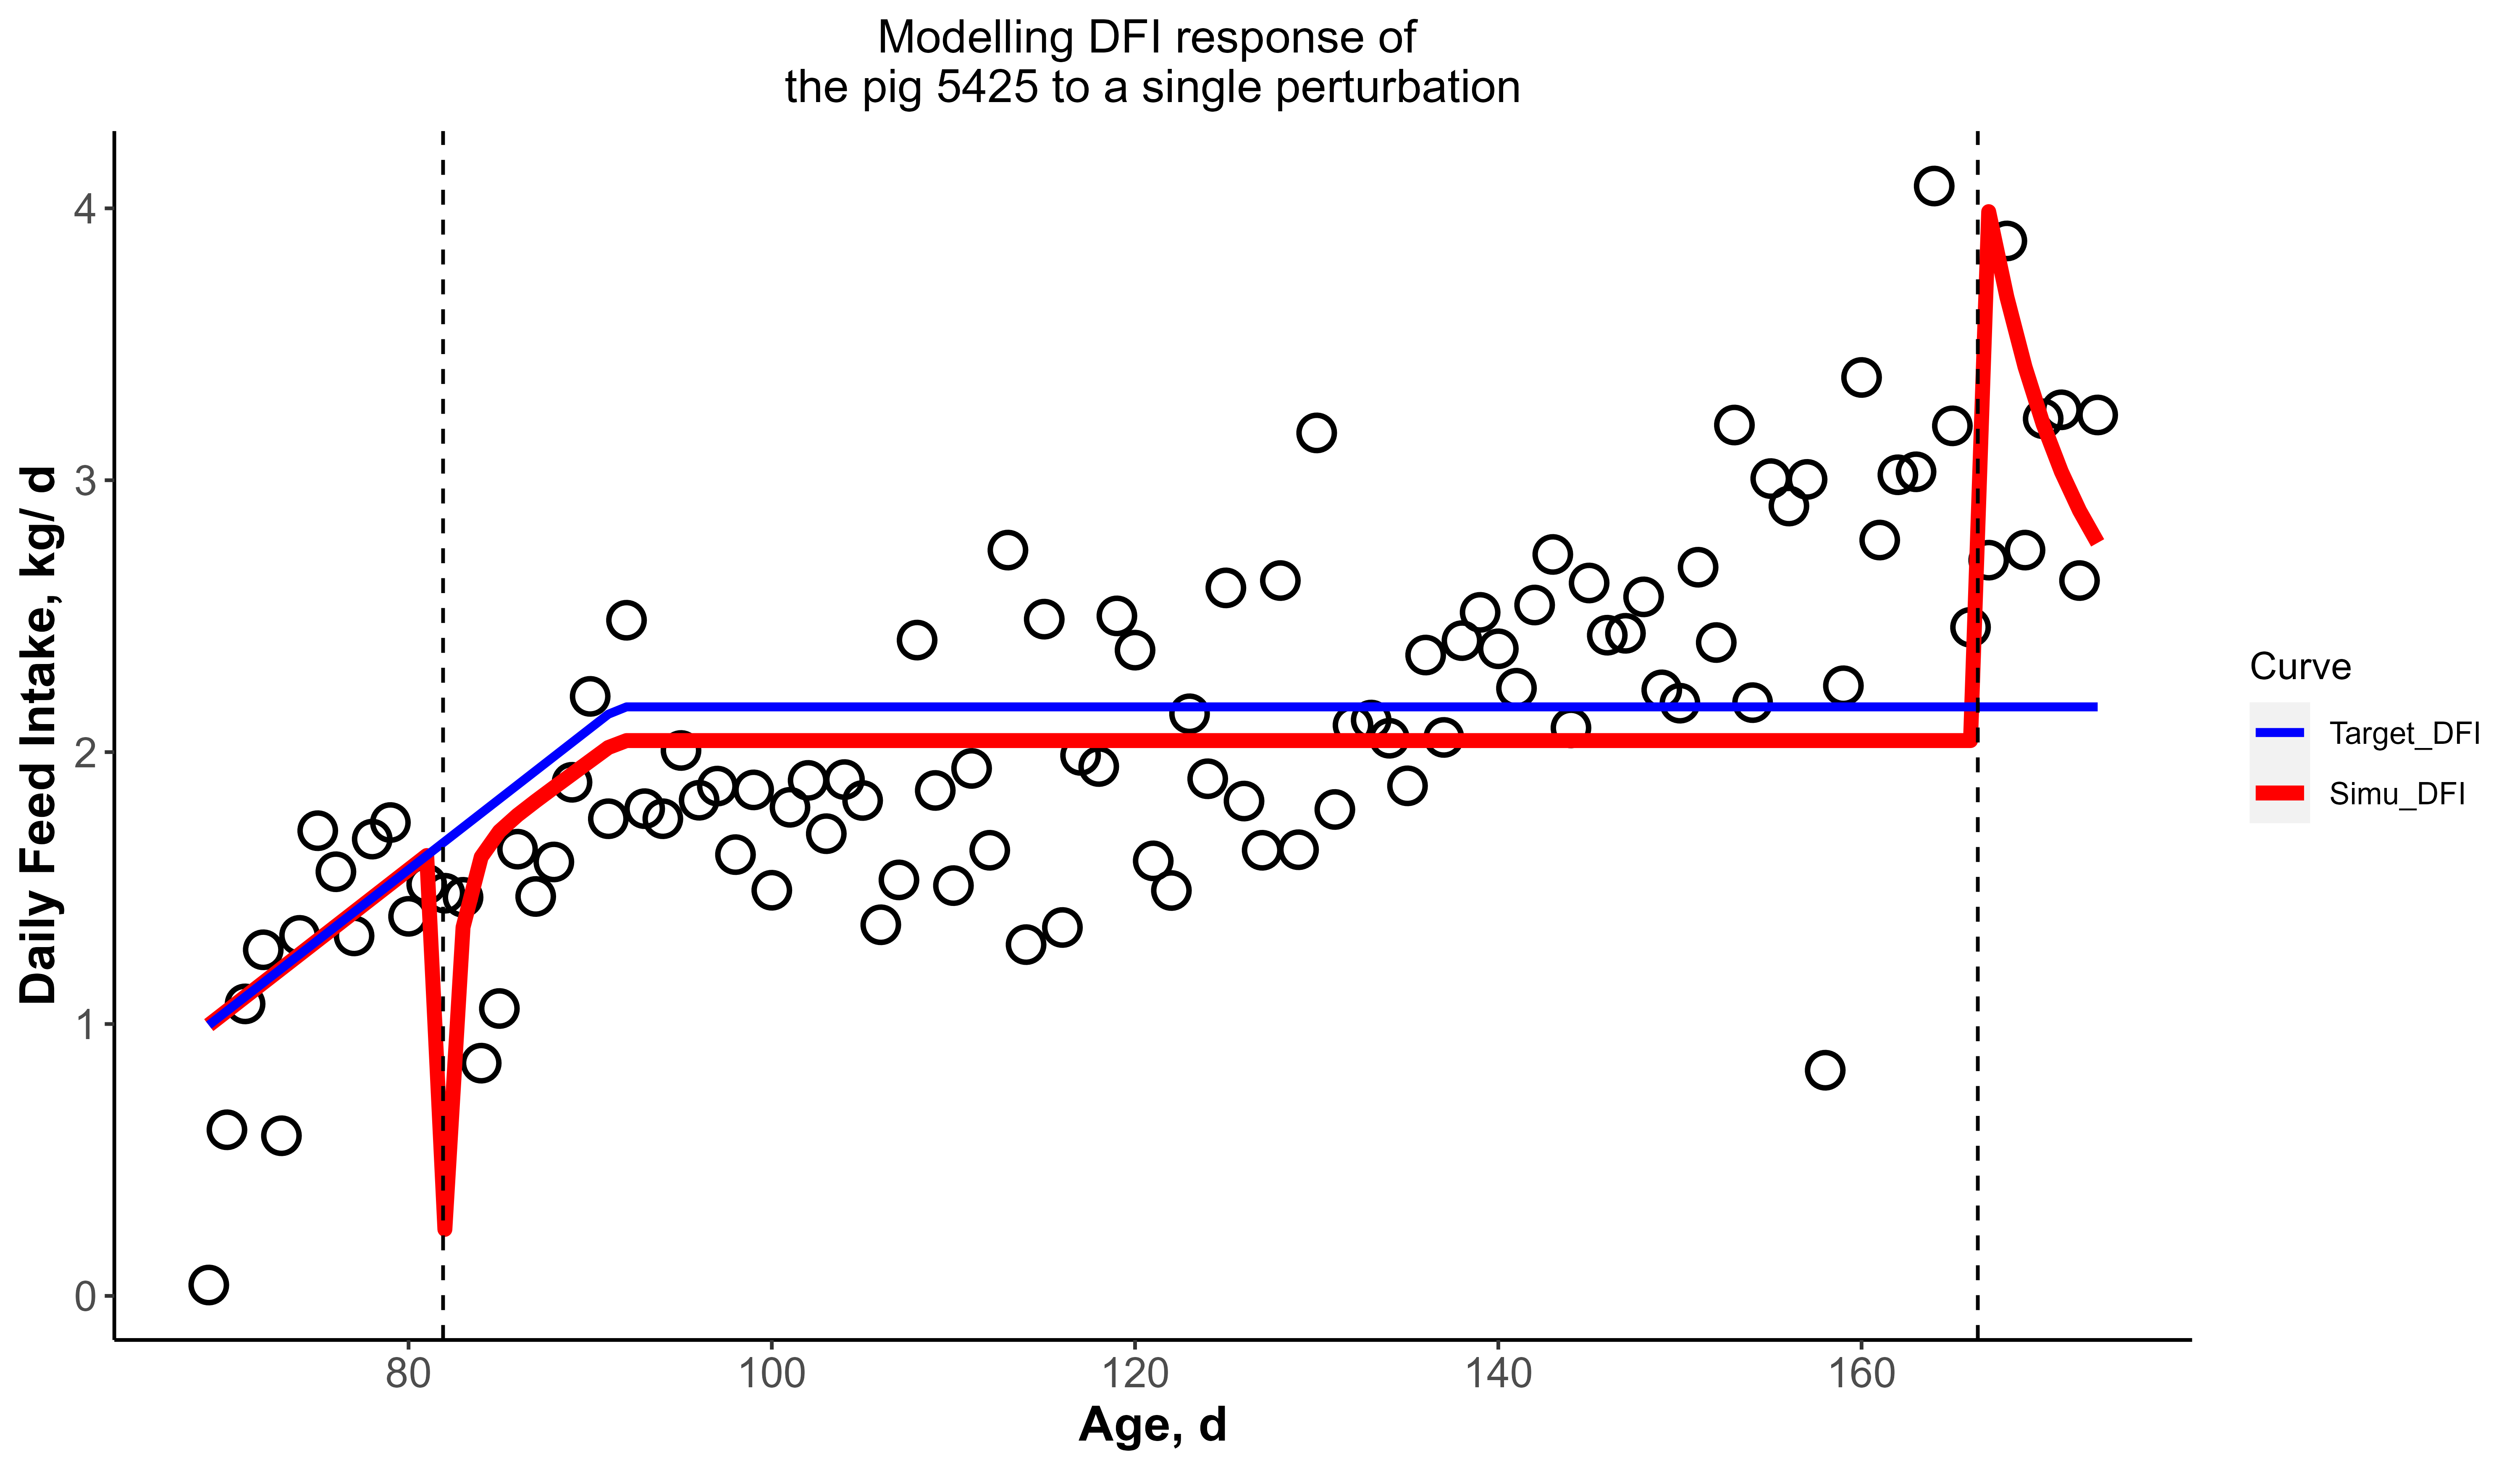 Modelling DFI response of
the pig 5425 to a single perturbation
Daily Feed Intake, kg/ d
4
3
2
1
0
80
100
120
140
160
Age, d
Curve
Target_DFI
Simu_DFI